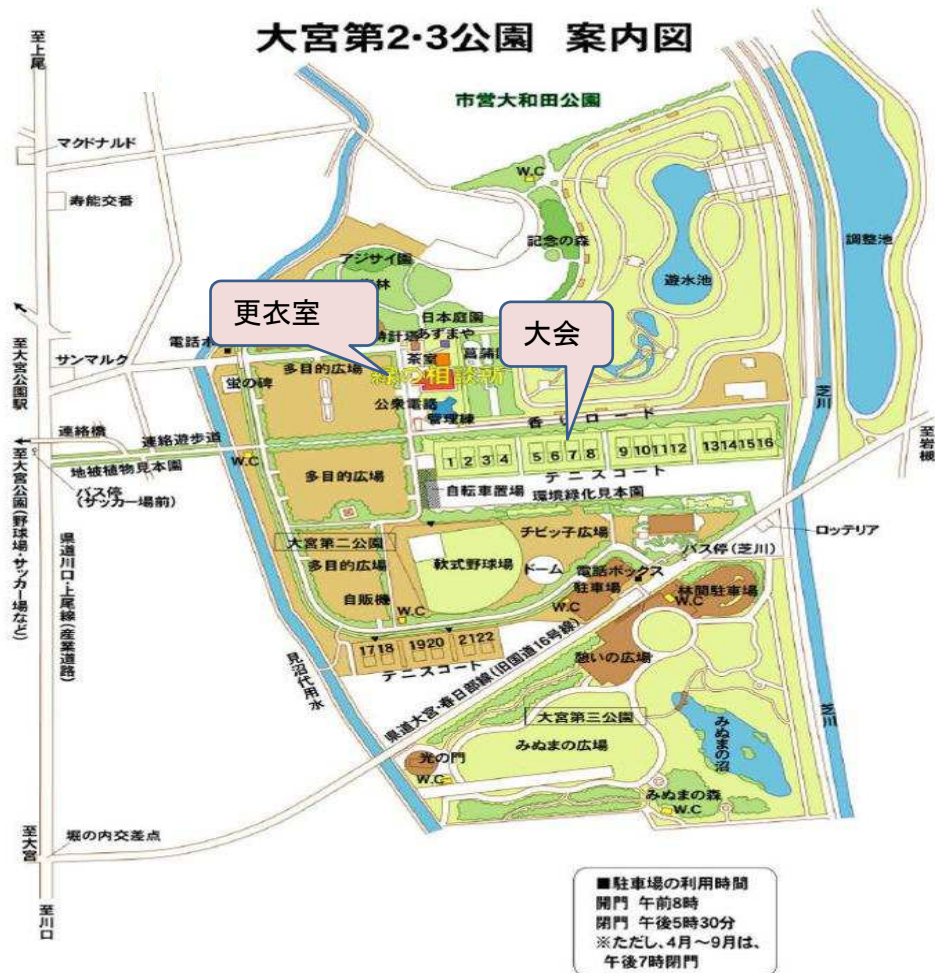 大宮第2・3公園 案内図
至上尾
市営大和田公園
マクドナルド
寿能交番
W.C
記念の森
調整池
遊水池
アジサイ園
林
更衣室
大会
日本庭園
あずまや
至大宮公園駅
サンマルク
電話ボ
時計塔
茶室
菖蒲
多目的広場
緑の相談所
蛍の碑
公衆電話
管理棟
香りロード
芝川
至岩槻
連絡橋
連絡遊歩道
地被植物見本園
W.C
1 2 3 4 5 6 7 8 9 10 11 12 13 14 15 16
テニスコート
至大宮公園(野球場・サッカー場など)
バス停
(サッカー場前)
多目的広場
自転車置場
環境緑化見本園
ロッテリア
チビッ子広場
大宮第二公園
バス停(芝川)
県道川口・上尾線(産業道路)
多目的広場
軟式野球場
ドーム
電話ボックス
駐車場
林間駐車場
自販機
W.C
W.C
W.C
17 18 19 20 21 22
テニスコート
憩いの広場
見沼代用水
県道大宮・春日部線(旧国道16号線)
大宮第三公園
みぬまの広場
みぬまの沼
芝川
光の門
W.C
みぬまの森
W.C
至大宮
堀の内交差点
至川口
■駐車場の利用時間
開門 午前8時
閉門 午後5時30分
※ただし、4月〜9月は、
午後7時閉門